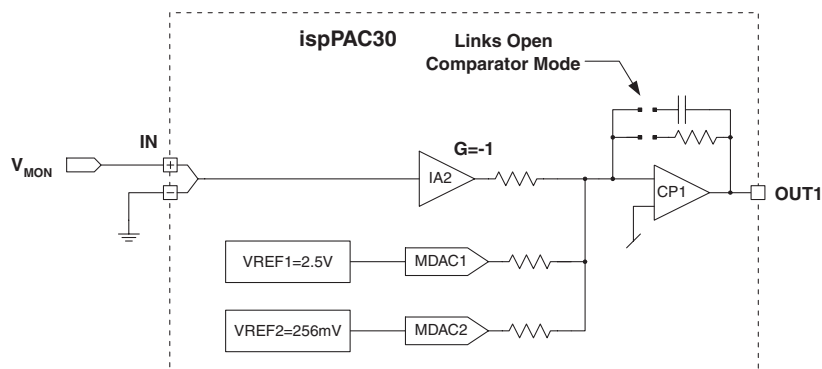 ispPAC30
Links Open
Comparator Mode
IN
VMON
+
-
G=-1
IA2
CP1
OUT1
VREF1=2.5V
MDAC1
VREF2=256mV
MDAC2